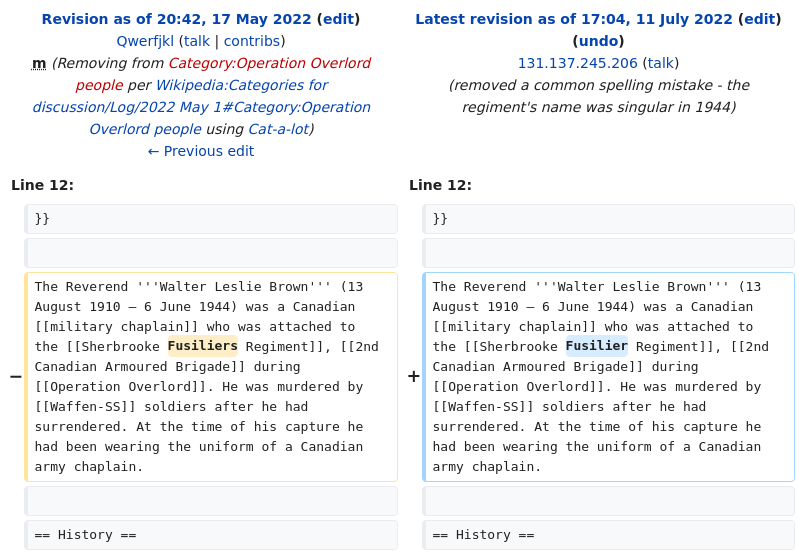 Revision as of 20:42, 17 May 2022 (edit)
Qwerfjkl (talk | contribs)
m (Removing from Category:Operation Overlord
people per Wikipedia:Categories for
discussion/Log/2022 May 1#Category:Operation
Overlord people using Cat-a-lot)
← Previous edit
Latest revision as of 17:04, 11 July 2022 (edit)
(undo)
131.137.245.206 (talk)
(removed a common spelling mistake - the
regiment's name was singular in 1944)
Line 12:
}}
− The Reverend '''Walter Leslie Brown''' (13
August 1910 – 6 June 1944) was a Canadian
[[military chaplain]] who was attached to
the [[Sherbrooke Fusiliers Regiment]], [[2nd
Canadian Armoured Brigade]] during
[[Operation Overlord]]. He was murdered by
[[Waffen-SS]] soldiers after he had
surrendered. At the time of his capture he
had been wearing the uniform of a Canadian
army chaplain.
== History ==
Line 12:
}}
+ The Reverend '''Walter Leslie Brown''' (13
August 1910 – 6 June 1944) was a Canadian
[[military chaplain]] who was attached to
the [[Sherbrooke Fusilier Regiment]], [[2nd
Canadian Armoured Brigade]] during
[[Operation Overlord]]. He was murdered by
[[Waffen-SS]] soldiers after he had
surrendered. At the time of his capture he
had been wearing the uniform of a Canadian
army chaplain.
== History ==